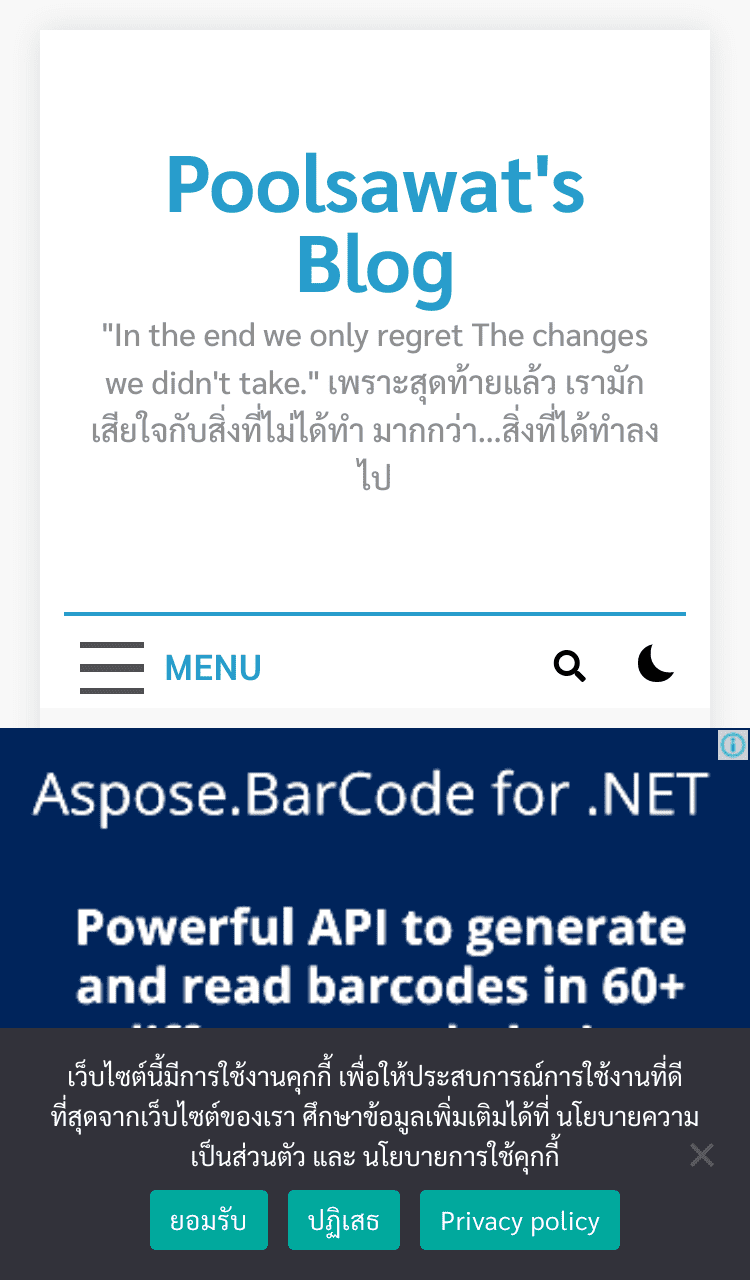 Poolsawat's
Blog
"In the end we only regret The changes
we didn't take." เพราะสุดท้ายแล้ว เรามัก
เสียใจกับสิ่งที่ไม่ได้ทำ มากกว่า...สิ่งที่ได้ทำลง
ไป
MENU
Aspose.BarCode for .NET
Powerful API to generate
and read barcodes in 60+
เว็บไซต์นี้มีการใช้งานคุกกี้ เพื่อให้ประสบการณ์การใช้งานที่ดี
ที่สุดจากเว็บไซต์ของเรา ศึกษาข้อมูลเพิ่มเติมได้ที่ นโยบายความ
เป็นส่วนตัว และ นโยบายการใช้คุกกี้
ยอมรับ ปฏิเสธ Privacy policy